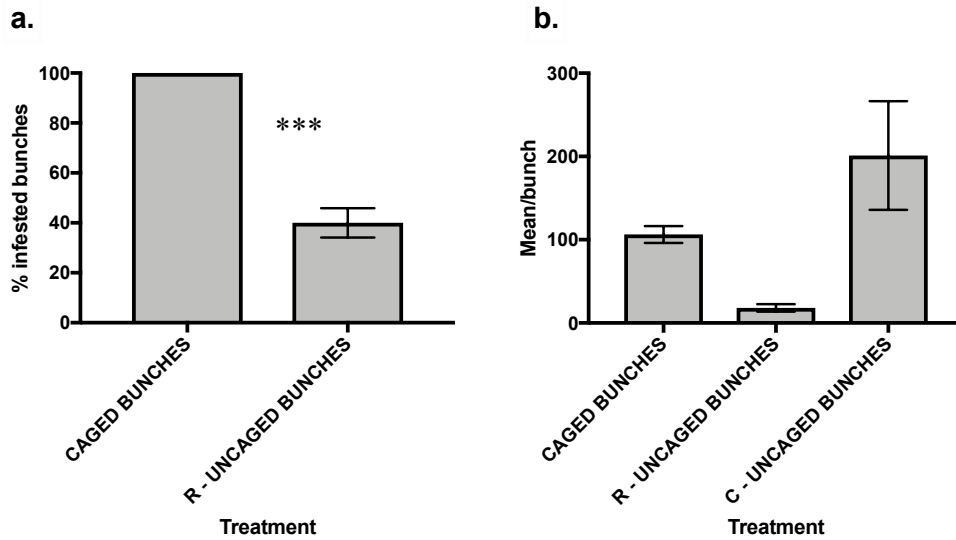 a.
100
80
60
40
20
0
% infested bunches
***
CAGED BUNCHES
R - UNCAGED BUNCHES
Treatment
b.
300
200
100
0
Mean/bunch
CAGED BUNCHES
R - UNCAGED BUNCHES
C - UNCAGED BUNCHES
Treatment